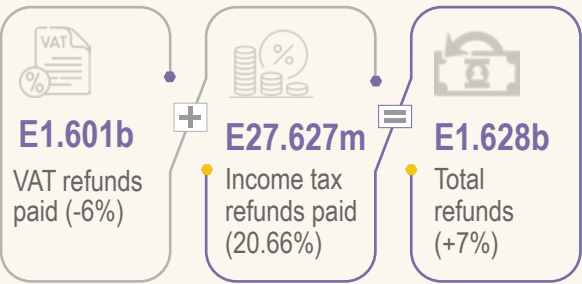 VAT
%
E1.601b
VAT refunds
paid (-6%)
+
%
E27.627m
Income tax
refunds paid
(20.66%)
=
E1.628b
Total
refunds
(+7%)